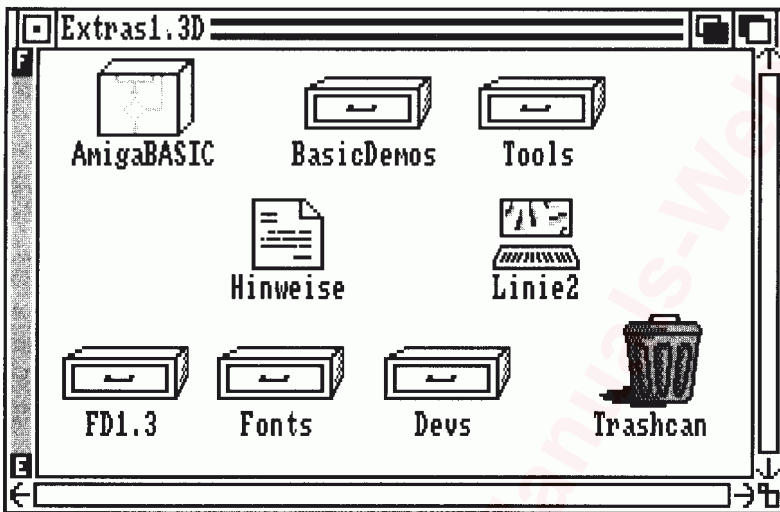 Extras1.3D
F
AmigaBASIC BasicDemos Tools
Hinweise Linie2
FD1.3 Fonts Devs Trashcan
E